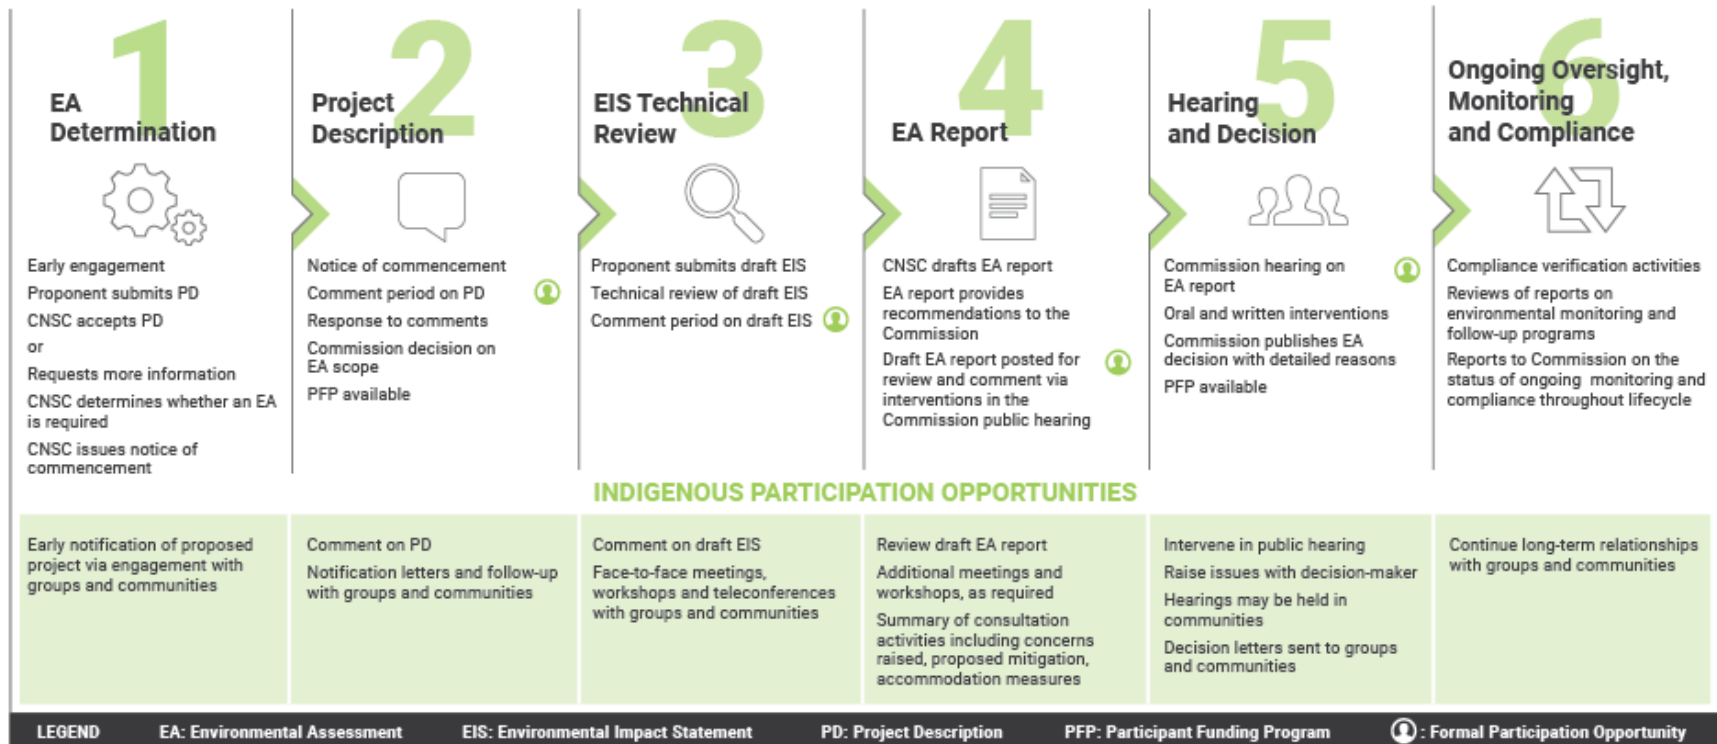 1
EA
Determination
Early engagement
Proponent submits PD
CNSC accepts PD
or
Requests more information
CNSC determines whether an EA
is required
CNSC issues notice of
commencement
2
Project
Description
Notice of commencement
Comment period on PD
Response to comments
Commission decision on
EA scope
PFP available
3
EIS Technical
Review
Proponent submits draft EIS
Technical review of draft EIS
Comment period on draft EIS
4
EA Report
CNSC drafts EA report
EA report provides
recommendations to the
Commission
Draft EA report posted for
review and comment via
interventions in the
Commission public hearing
5
Hearing
and Decision
Commission hearing on
EA report
Oral and written interventions
Commission publishes EA
decision with detailed reasons
PFP available
6
Ongoing Oversight,
Monitoring
and Compliance
Compliance verification activities
Reviews of reports on
environmental monitoring and
follow-up programs
Reports to Commission on the
status of ongoing monitoring and
compliance throughout lifecycle
INDIGENOUS PARTICIPATION OPPORTUNITIES
Early notification of proposed
project via engagement with
groups and communities
Comment on PD
Notification letters and follow-up
with groups and communities
Comment on draft EIS
Face-to-face meetings,
workshops and teleconferences
with groups and communities
Review draft EA report
Additional meetings and
workshops, as required
Summary of consultation
activities including concerns
raised, proposed mitigation,
accommodation measures
Intervene in public hearing
Raise issues with decision-maker
Hearings may be held in
communities
Decision letters sent to groups
and communities
Continue long-term relationships
with groups and communities
LEGEND EA: Environmental Assessment EIS: Environmental Impact Statement PD: Project Description PFP: Participant Funding Program : Formal Participation Opportunity